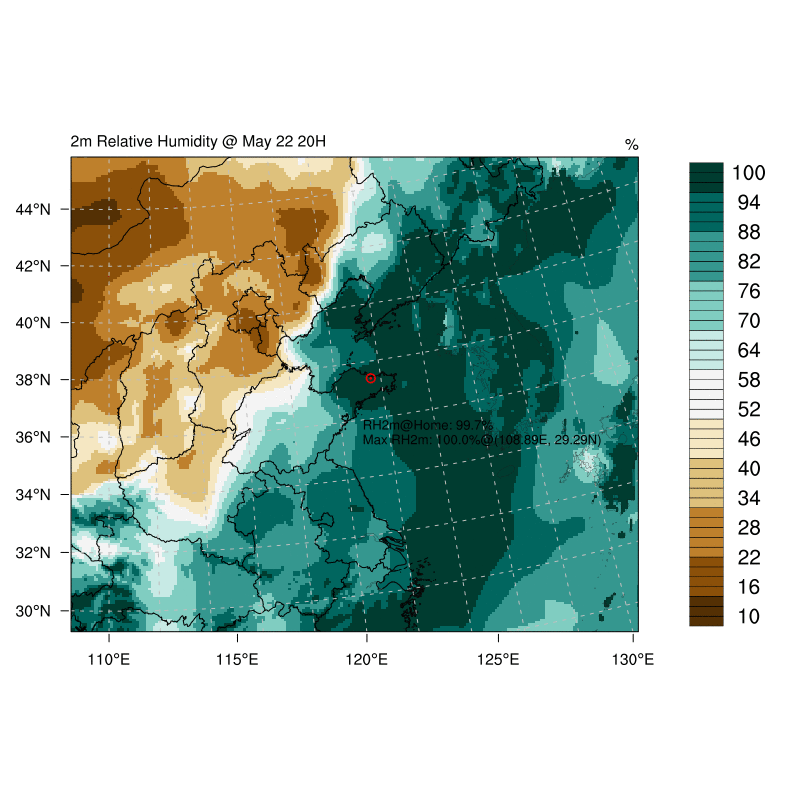 2m Relative Humidity @ May 22 20H
%
44°N
42°N
40°N
38°N
36°N
34°N
32°N
30°N
110°E
115°E
120°E
125°E
130°E
RH2m@Home: 99.7%
Max RH2m: 100.0%@(108.89E, 29.29N)
100
94
88
82
76
70
64
58
52
46
40
34
28
22
16
10